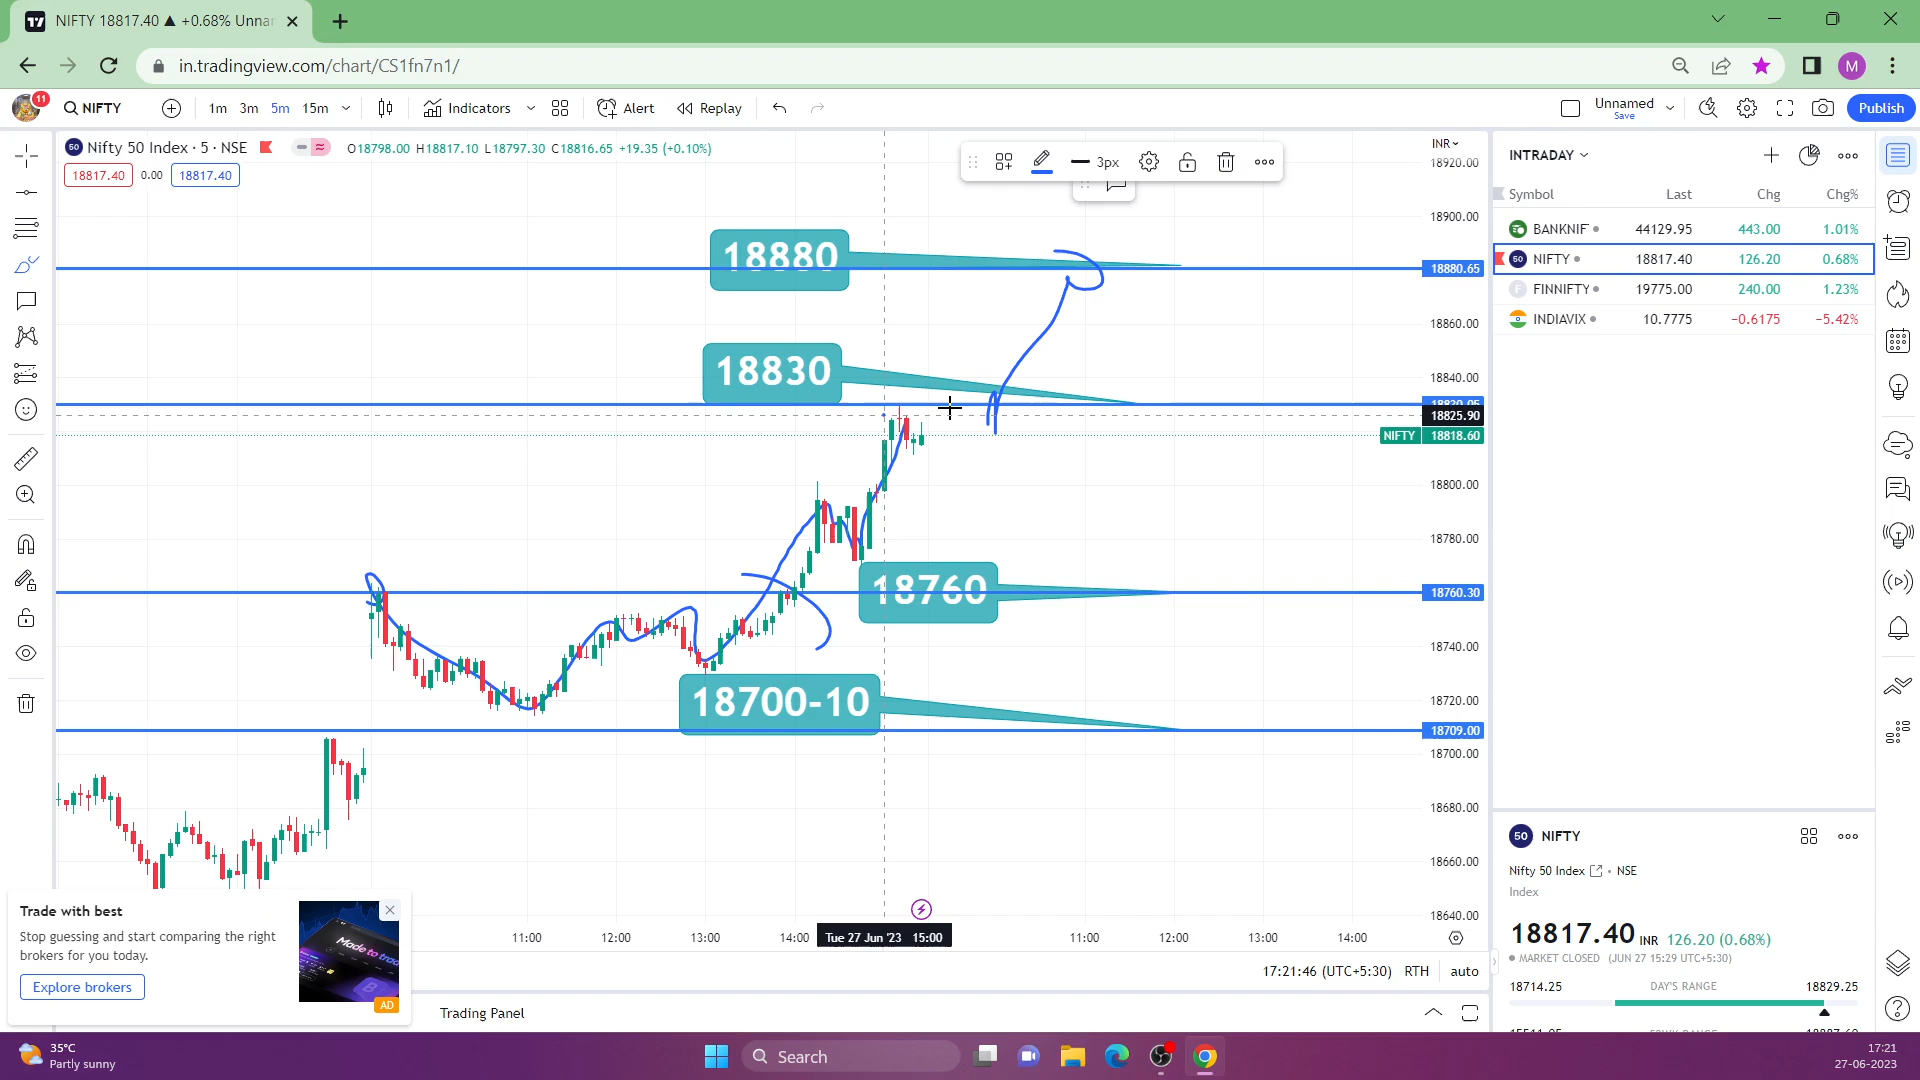 NIFTY 18817.40 ▲ +0.68% Unnar
in.tradingview.com/chart/CS1fn7n1/
M
11
NIFTY
1m 3m 5m 15m
Indicators
Alert
Replay
Unnamed
Save
Publish
50 Nifty 50 Index · 5 · NSE
O18798.00 H18817.10 L18797.30 C18816.65 +19.35 (+0.10%)
18817.40 0.00 18817.40
3px
INR
18920.00
18900.00
18880
18880.65
18860.00
18840.00
18830
18825.90
NIFTY 18818.60
18800.00
18780.00
18760
18760.30
18740.00
18720.00
18700-10
18709.00
18700.00
18680.00
18660.00
18640.00
11:00 12:00 13:00 14:00 Tue 27 Jun '23 15:00 11:00 12:00 13:00 14:00
17:21:46 (UTC+5:30) RTH auto
Trading Panel
INTRADAY
Symbol Last Chg Chg%
BANKNIF 44129.95 443.00 1.01%
50 NIFTY 18817.40 126.20 0.68%
F FINNIFTY 19775.00 240.00 1.23%
INDIAVIX 10.7775 −0.6175 −5.42%
50 NIFTY
Nifty 50 Index • NSE
Index
18817.40 INR 126.20 (0.68%)
MARKET CLOSED (JUN 27 15:29 UTC+5:30)
18714.25 DAY'S RANGE 18829.25
Trade with best
Stop guessing and start comparing the right
brokers for you today.
Explore brokers
Made to trad
AD
35°C
Partly sunny
Search
17:21
27-06-2023